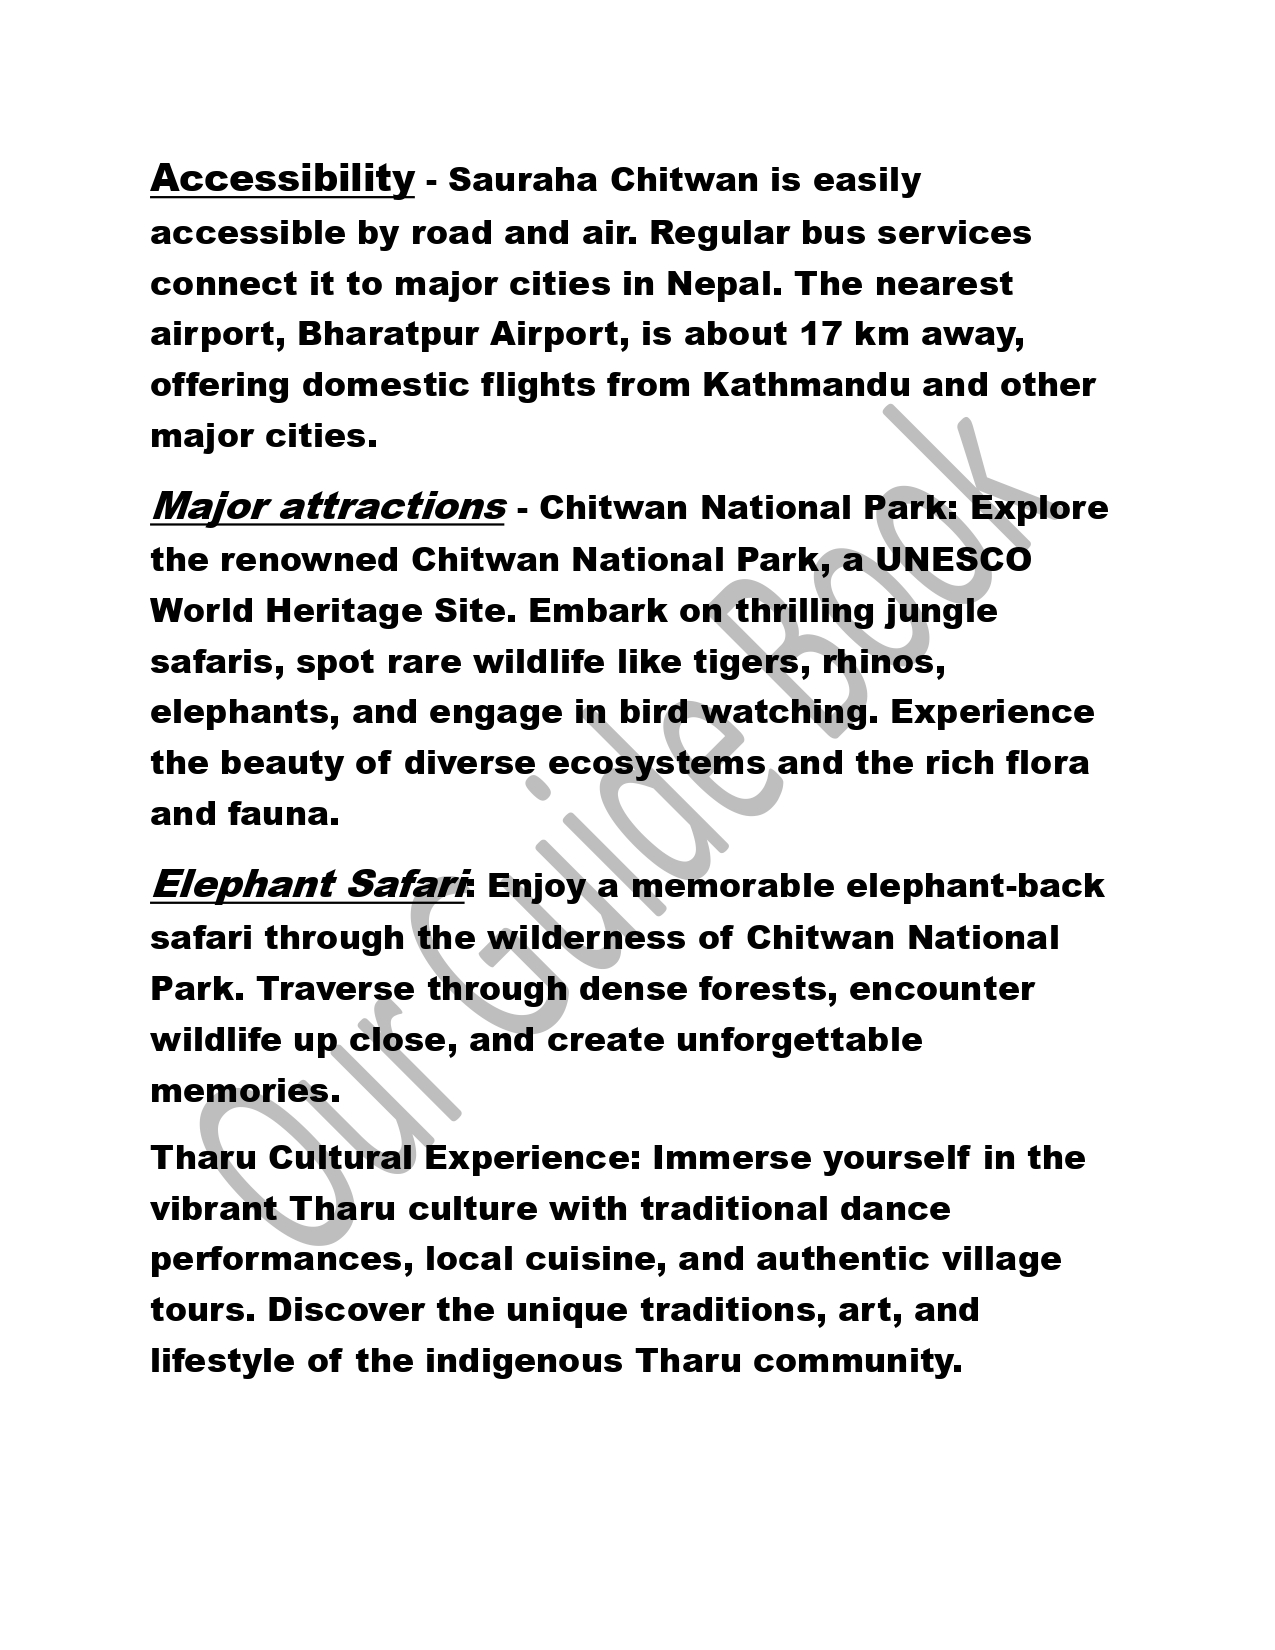 Accessibility - Sauraha Chitwan is easily
accessible by road and air. Regular bus services
connect it to major cities in Nepal. The nearest
airport, Bharatpur Airport, is about 17 km away,
offering domestic flights from Kathmandu and other
major cities.
Major attractions - Chitwan National Park: Explore
the renowned Chitwan National Park, a UNESCO
World Heritage Site. Embark on thrilling jungle
safaris, spot rare wildlife like tigers, rhinos,
elephants, and engage in bird watching. Experience
the beauty of diverse ecosystems and the rich flora
and fauna.
Elephant Safari: Enjoy a memorable elephant-back
safari through the wilderness of Chitwan National
Park. Traverse through dense forests, encounter
wildlife up close, and create unforgettable
memories.
Tharu Cultural Experience: Immerse yourself in the
vibrant Tharu culture with traditional dance
performances, local cuisine, and authentic village
tours. Discover the unique traditions, art, and
lifestyle of the indigenous Tharu community.
Our Guide Book